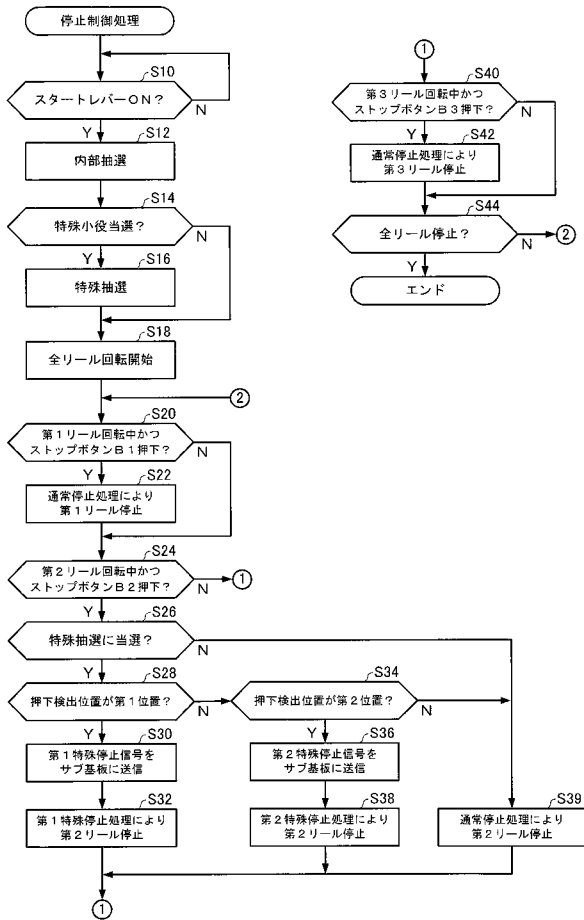 停止制御処理
S10
スタートレバーON?
N
Y
S12
内部抽選
S14
特殊小役当選?
N
Y
S16
特殊抽選
S18
全リール回転開始
②
S20
第1リール回転中かつ
ストップボタンB1押下?
N
Y
S22
通常停止処理により
第1リール停止
S24
第2リール回転中かつ
ストップボタンB2押下?
N
①
Y
S26
特殊抽選に当選?
N
Y
S28
押下検出位置が第1位置?
N
Y
S30
第1特殊停止信号を
サブ基板に送信
S32
第1特殊停止処理により
第2リール停止
S34
押下検出位置が第2位置?
N
Y
S36
第2特殊停止信号を
サブ基板に送信
S38
第2特殊停止処理により
第2リール停止
S39
通常停止処理により
第2リール停止
①
①
S40
第3リール回転中かつ
ストップボタンB3押下?
N
Y
S42
通常停止処理により
第3リール停止
S44
全リール停止?
N
②
Y
エンド